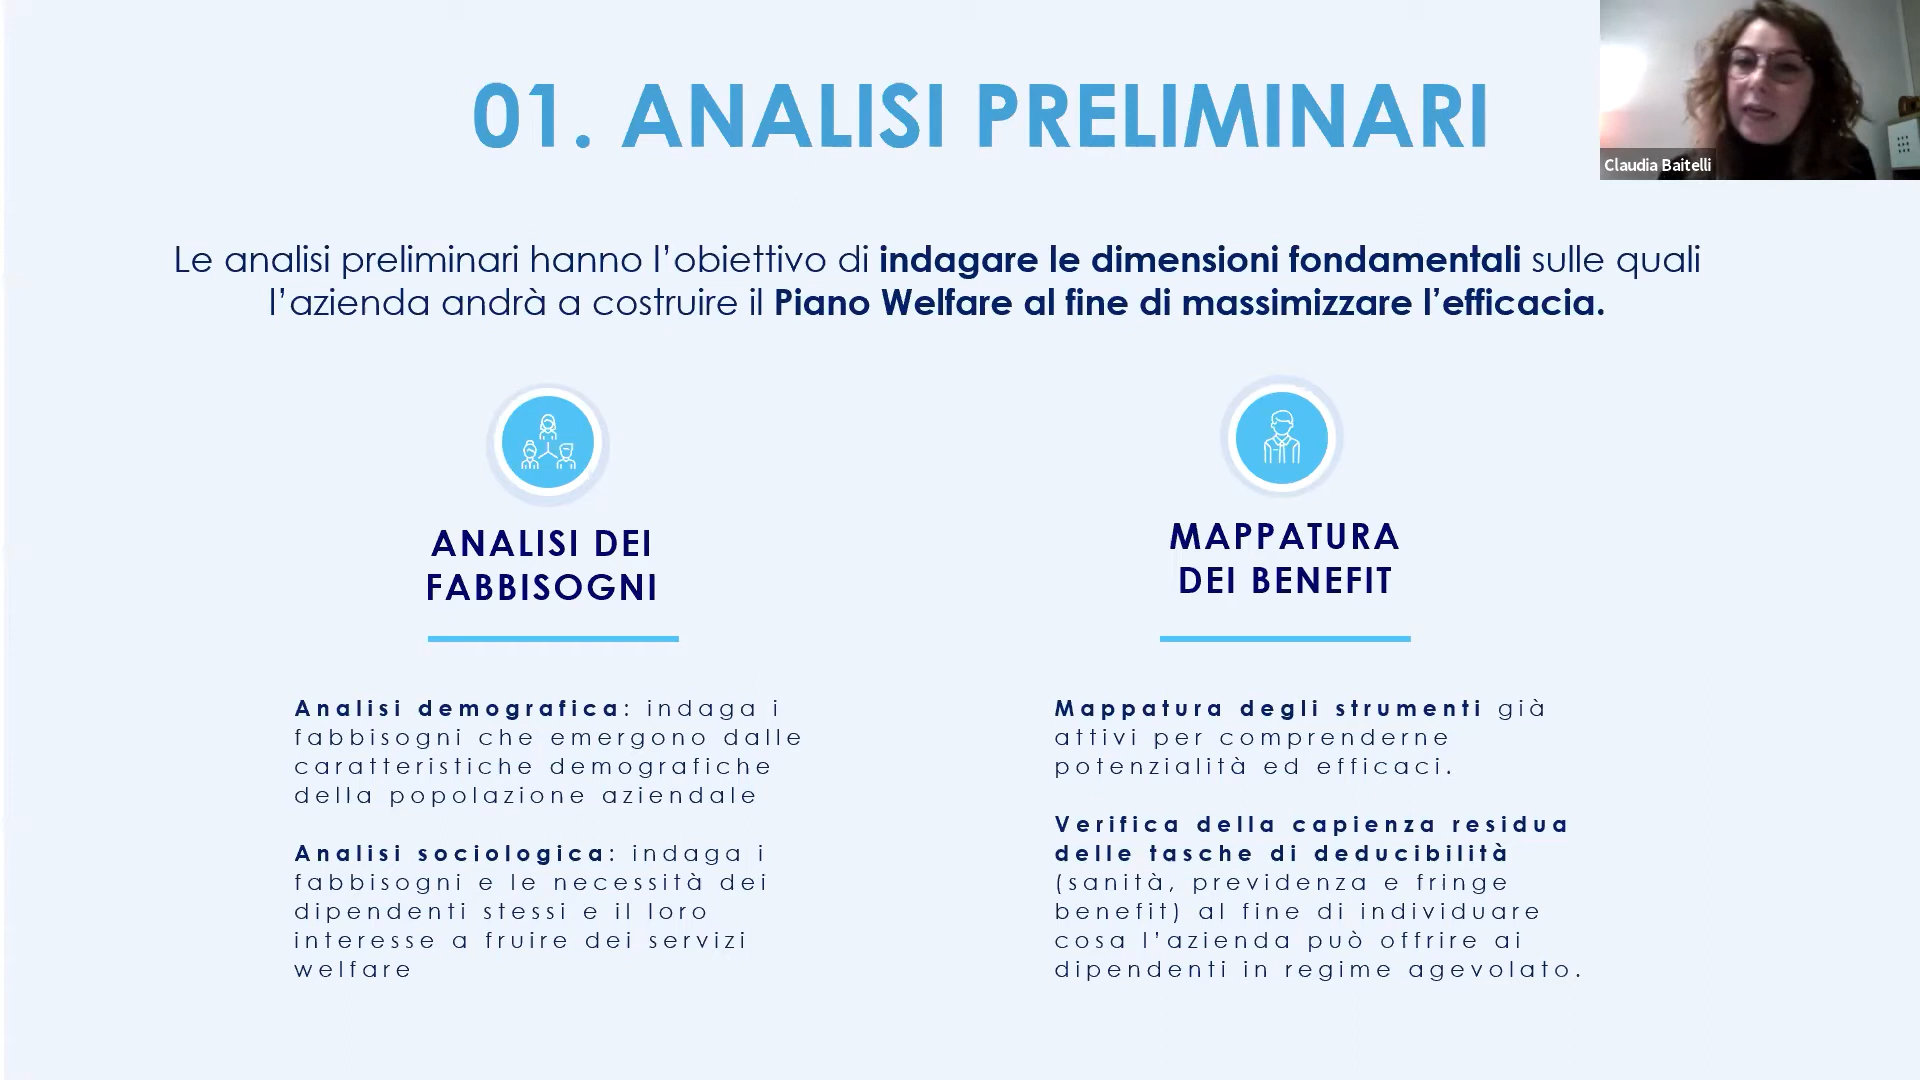 01. ANALISI PRELIMINARI
Claudia Baitelli
Le analisi preliminari hanno l’obiettivo di indagare le dimensioni fondamentali sulle quali
l’azienda andrà a costruire il Piano Welfare al fine di massimizzare l’efficacia.
ANALISI DEI
FABBISOGNI
Analisi demografica: indaga i
fabbisogni che emergono dalle
caratteristiche demografiche
della popolazione aziendale
Analisi sociologica: indaga i
fabbisogni e le necessità dei
dipendenti stessi e il loro
interesse a fruire dei servizi
welfare
MAPPATURA
DEI BENEFIT
Mappatura degli strumenti già
attivi per comprenderne
potenzialità ed efficaci.
Verifica della capienza residua
delle tasche di deducibilità
(sanità, previdenza e fringe
benefit) al fine di individuare
cosa l’azienda può offrire ai
dipendenti in regime agevolato.